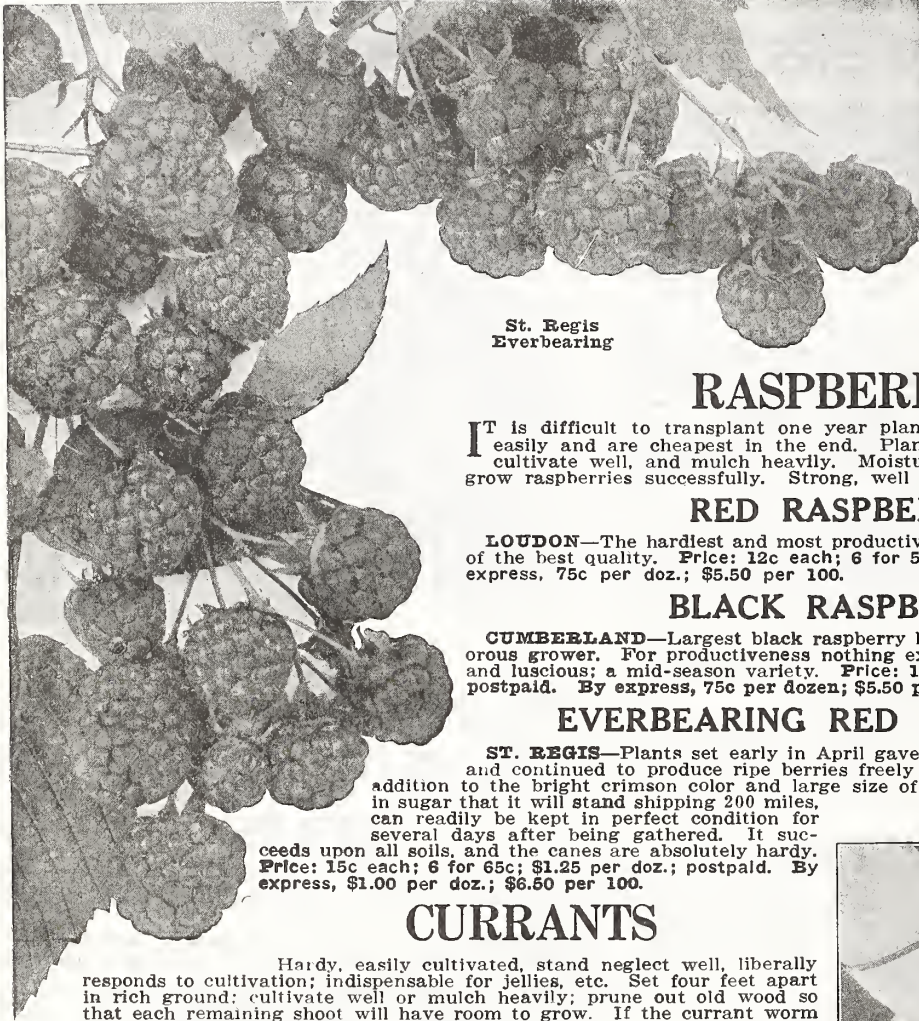 St. Regis
Everbearing
RASPBER
IT is difficult to transplant one year plan
easily and are cheapest in the end. Plan
cultivate well, and mulch heavily. Moistu
grow raspberries successfully. Strong, well
RED RASPBE
LOUDON—The hardiest and most productiv
of the best quality. Price: 12c each; 6 for 5
express, 75c per doz.; $5.50 per 100.
BLACK RASPB
CUMBERLAND—Largest black raspberry
orous grower. For productiveness nothing ex
and luscious; a mid-season variety. Price: 1
postpaid. By express, 75c per dozen; $5.50 p
EVERBEARING RED
ST. REGIS—Plants set early in April gave
and continued to produce ripe berries freely
addition to the bright crimson color and large size of
in sugar that it will stand shipping 200 miles,
can readily be kept in perfect condition for
several days after being gathered. It suc-
ceeds upon all soils, and the canes are absolutely hardy.
Price: 15c each; 6 for 65c; $1.25 per doz.; postpaid. By
express, $1.00 per doz.; $6.50 per 100.
CURRANTS
Hardy, easily cultivated, stand neglect well, liberally
responds to cultivation; indispensable for jellies, etc. Set four feet apart
in rich ground; cultivate well or mulch heavily; prune out old wood so
that each remaining shoot will have room to grow. If the currant worm